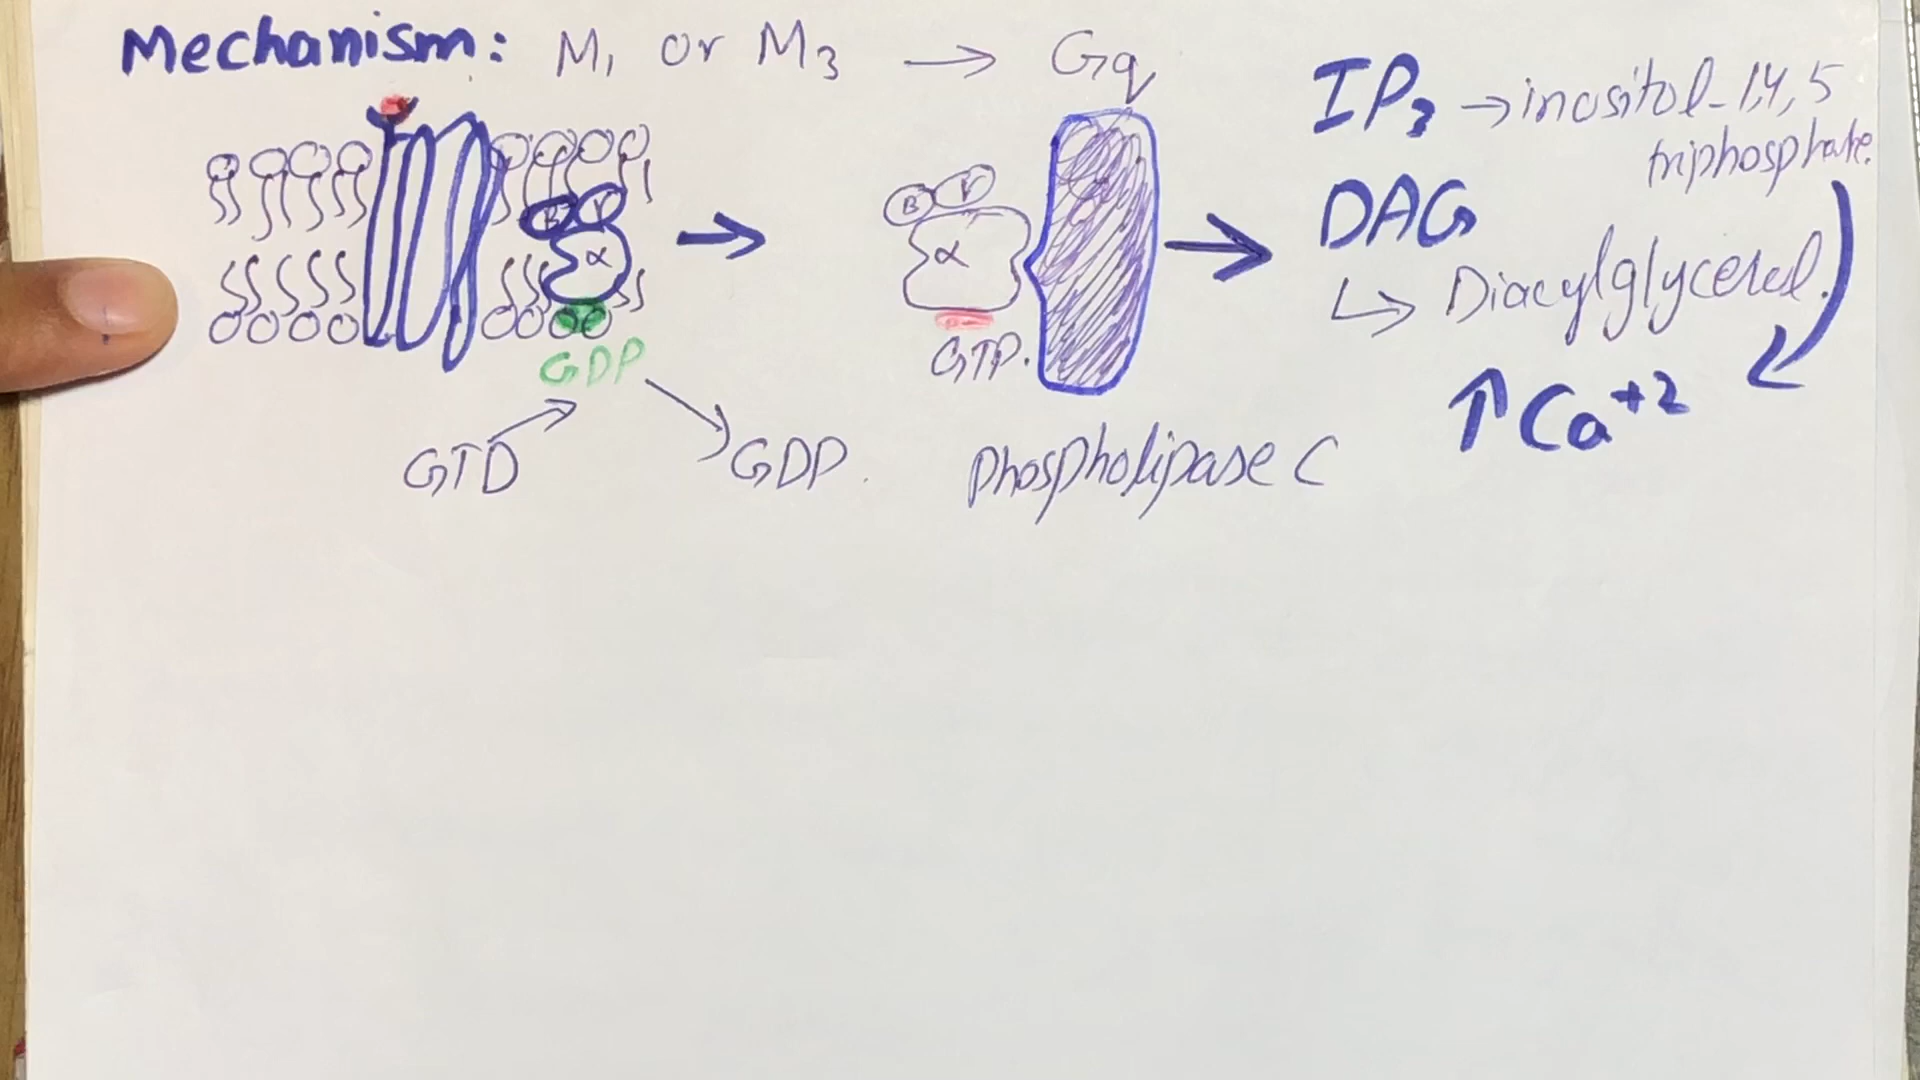 Mechanism: M1 or M3 → Gq
IP3 → inositol-1,4,5
triphosphate.
DAG
↳ Diacylglycerol.
↑ Ca+2
B γ
α
GDP
GTD
GDP.
B γ
α
GTP.
Phospholipase C